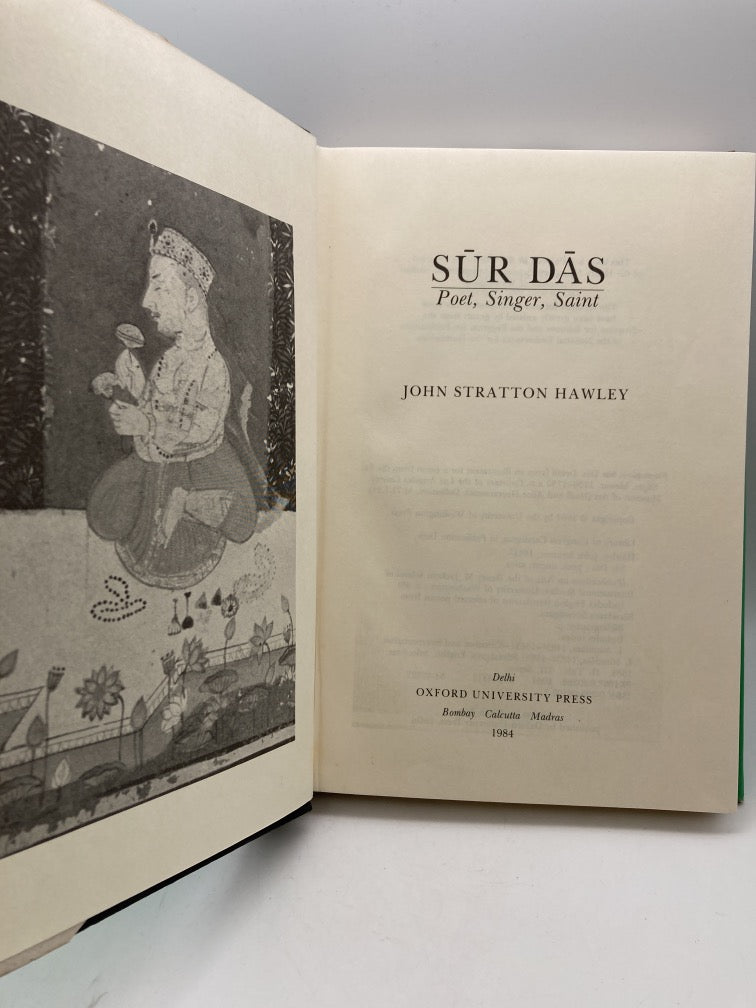 SŪR DĀS
Poet, Singer, Saint
JOHN STRATTON HAWLEY
Delhi
OXFORD UNIVERSITY PRESS
Bombay Calcutta Madras
1984